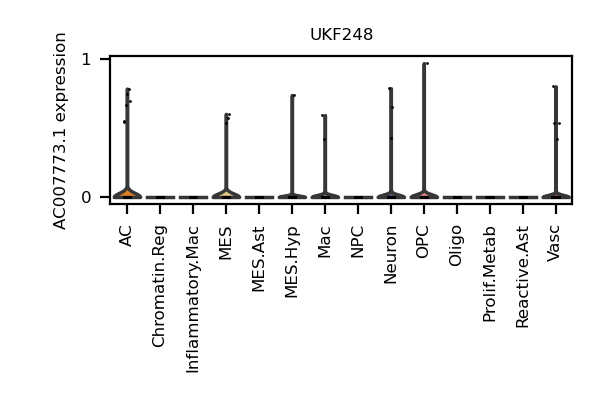 UKF248
AC007773.1 expression
1
0
AC
Chromatin.Reg
Inflammatory.Mac
MES
MES.Ast
MES.Hyp
Mac
NPC
Neuron
OPC
Oligo
Prolif.Metab
Reactive.Ast
Vasc